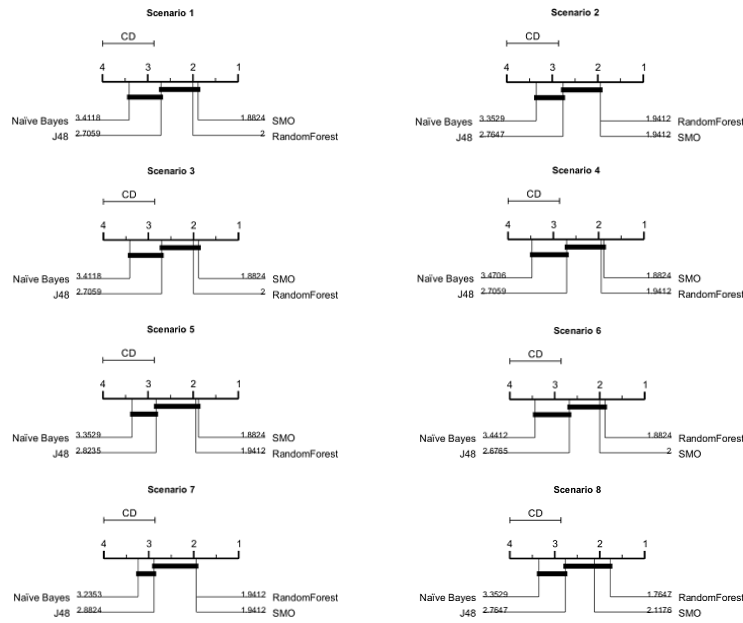 Scenario 1
CD
4 3 2 1
Naïve Bayes 3.4118 1.8824 SMO
J48 2.7059 2 RandomForest
Scenario 2
CD
4 3 2 1
Naïve Bayes 3.3529 1.9412 RandomForest
J48 2.7647 1.9412 SMO
Scenario 3
CD
4 3 2 1
Naïve Bayes 3.4118 1.8824 SMO
J48 2.7059 2 RandomForest
Scenario 4
CD
4 3 2 1
Naïve Bayes 3.4706 1.8824 SMO
J48 2.7059 1.9412 RandomForest
Scenario 5
CD
4 3 2 1
Naïve Bayes 3.3529 1.8824 SMO
J48 2.8235 1.9412 RandomForest
Scenario 6
CD
4 3 2 1
Naïve Bayes 3.4412 1.8824 RandomForest
J48 2.6765 2 SMO
Scenario 7
CD
4 3 2 1
Naïve Bayes 3.2353 1.9412 RandomForest
J48 2.8824 1.9412 SMO
Scenario 8
CD
4 3 2 1
Naïve Bayes 3.3529 1.7647 RandomForest
J48 2.7647 2.1176 SMO